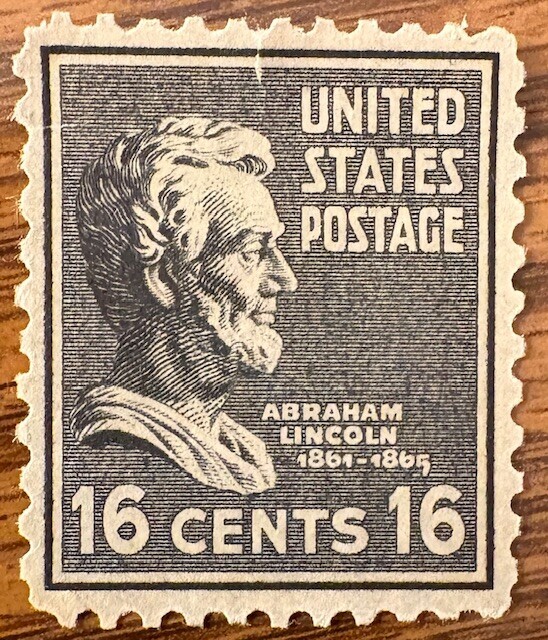 UNITED
STATES
POSTAGE
ABRAHAM
LINCOLN
1861-1865
16 CENTS 16